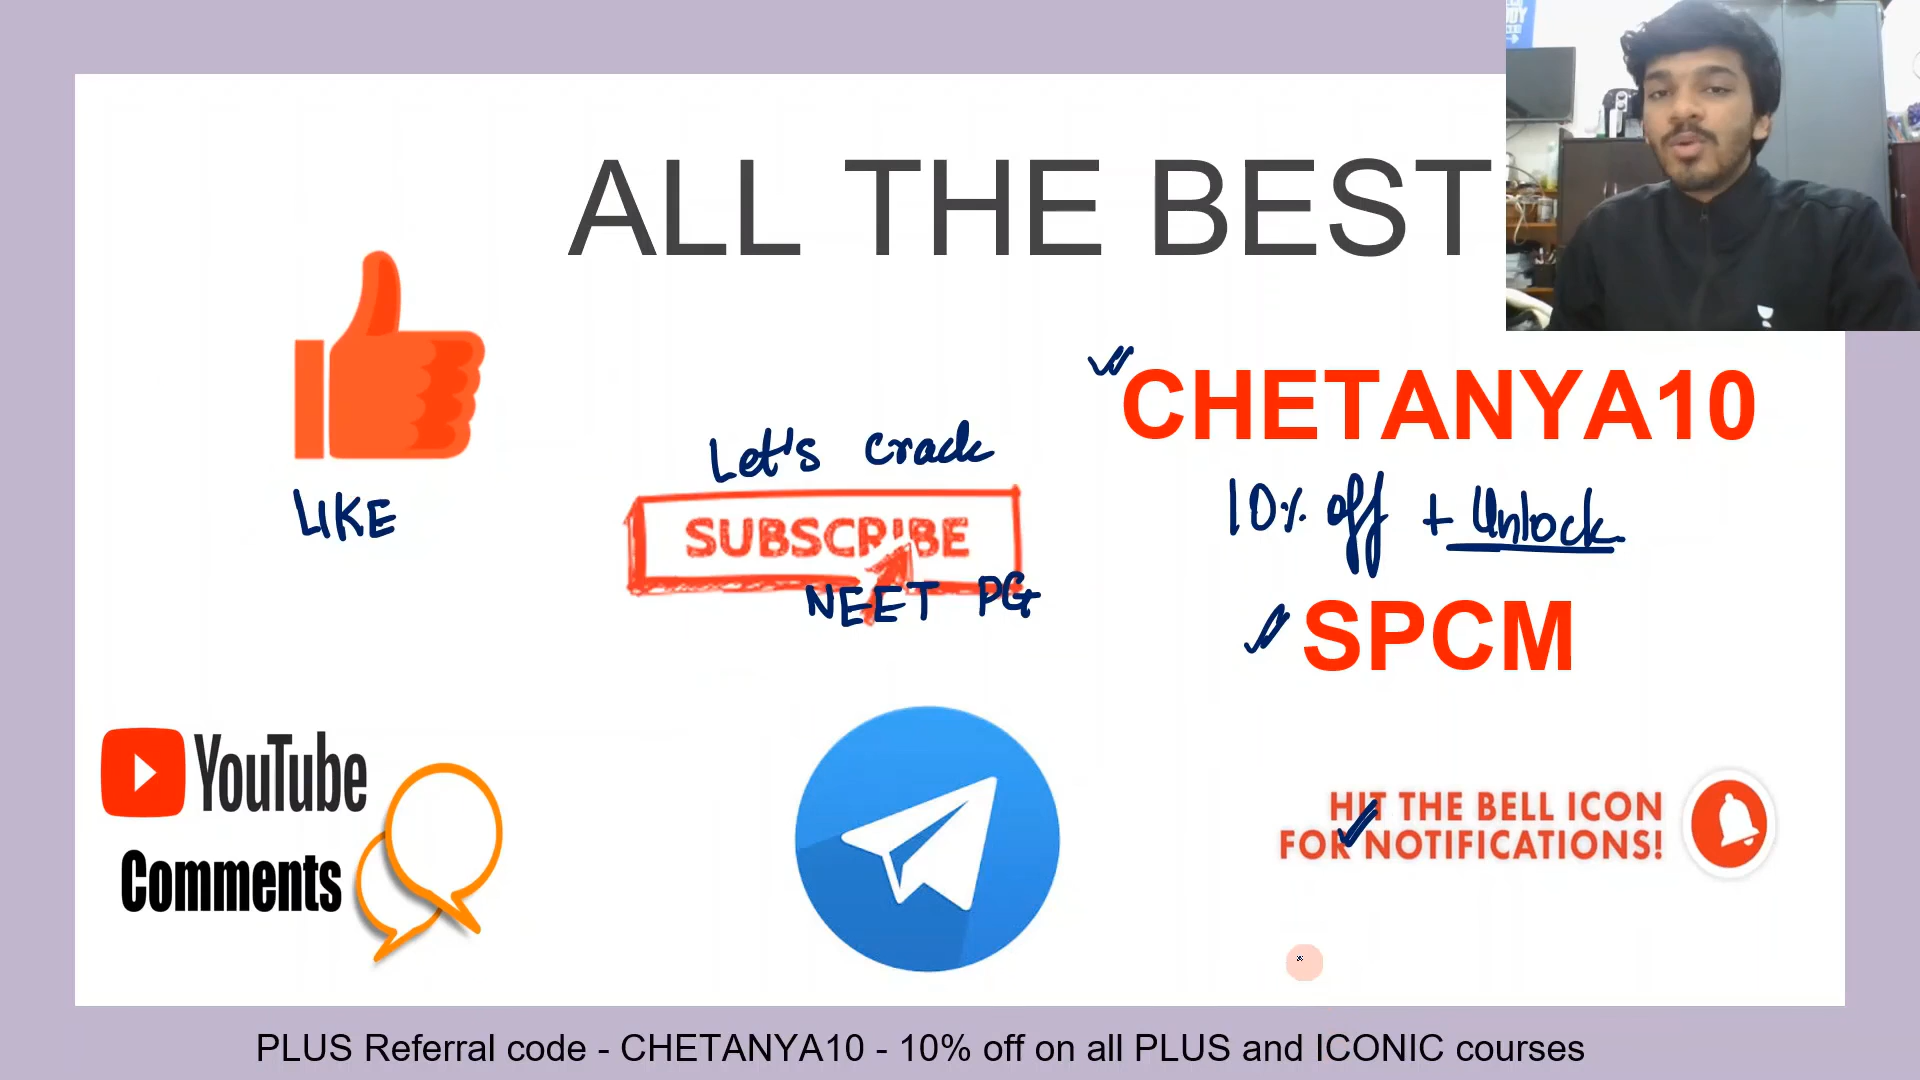 ALL THE BEST
CHETANYA10
Let's crack
SUBSCRIBE
LIKE
10% off + Unlock
NEET PG
SPCM
YouTube
Comments
HIT THE BELL ICON
FOR NOTIFICATIONS!
PLUS Referral code - CHETANYA10 - 10% off on all PLUS and ICONIC courses